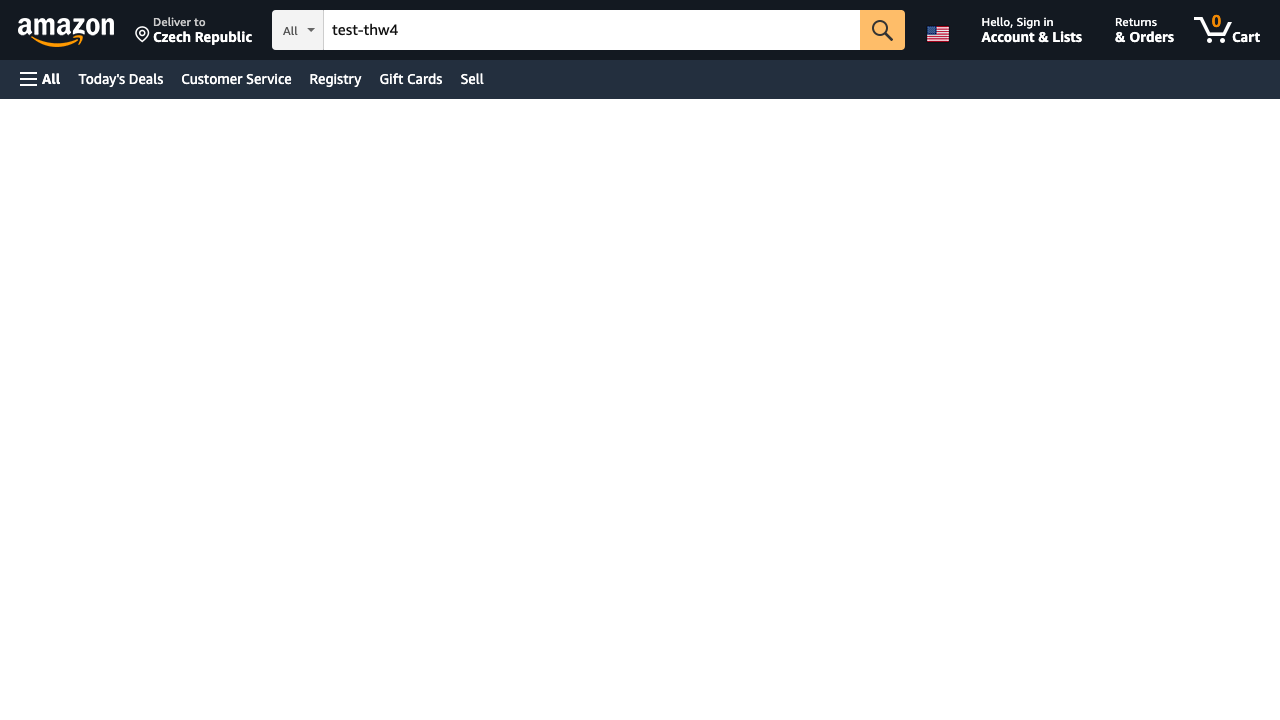 amazon
Deliver to
Czech Republic
All
test-thw4
Hello, Sign in
Account & Lists
Returns
& Orders
0
Cart
All
Today's Deals
Customer Service
Registry
Gift Cards
Sell